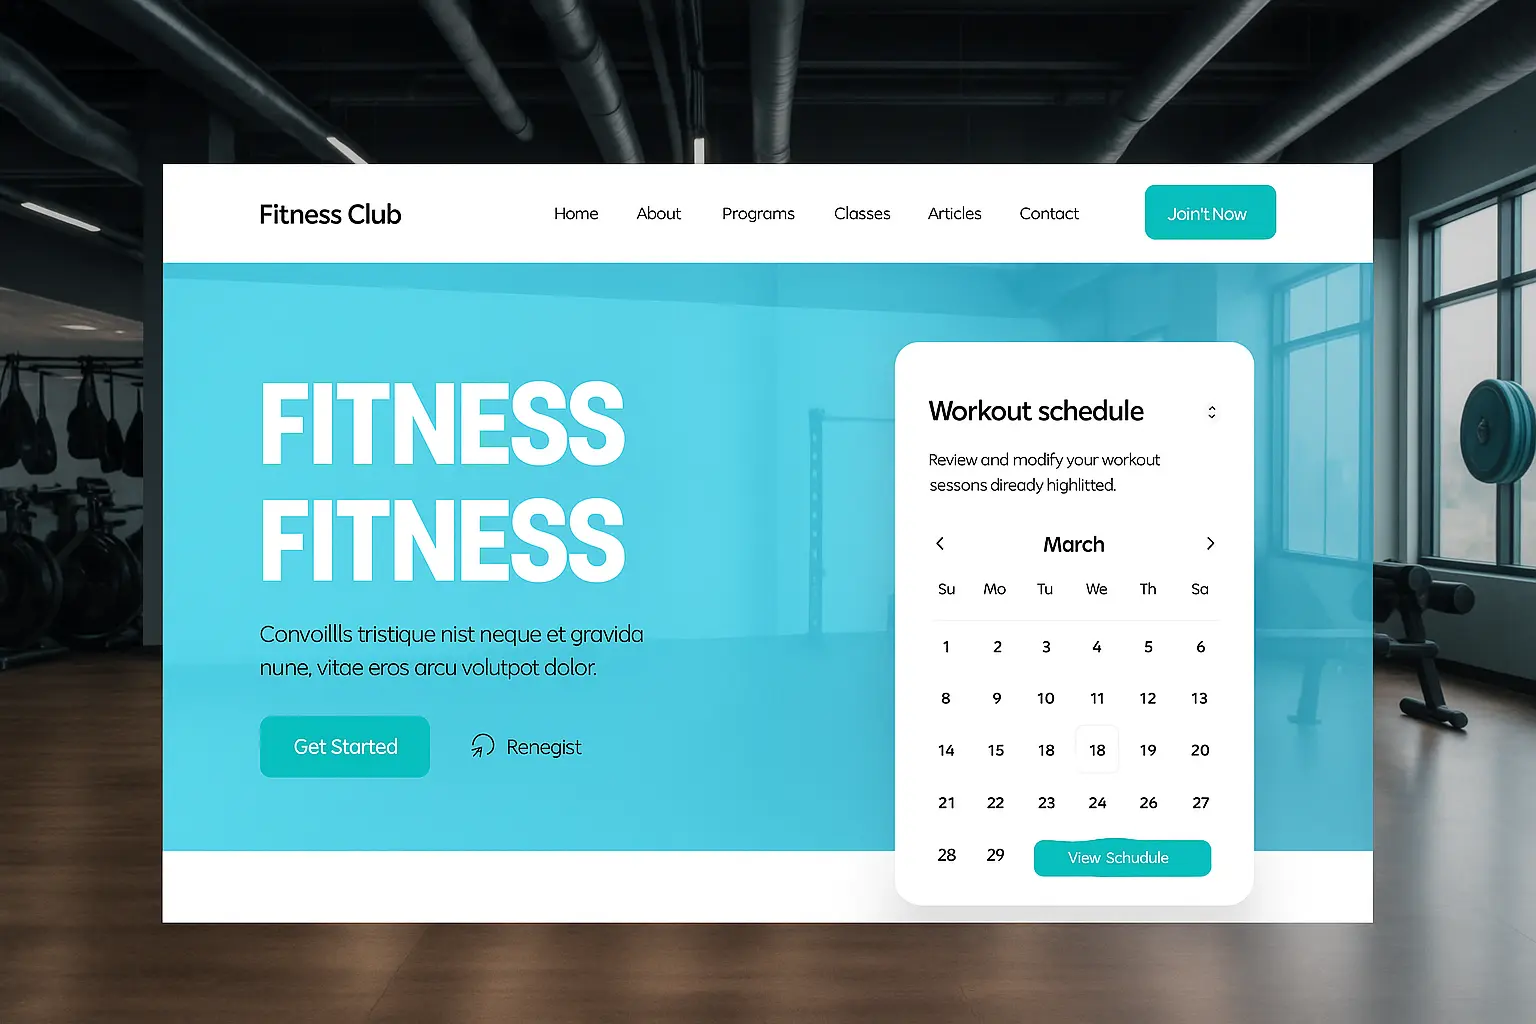 Fitness Club
Home About Programs Classes Articles Contact
Join't Now
FITNESS
FITNESS
Convoillls tristique nist neque et gravida
nune, vitae eros arcu volutpot dolor.
Get Started
Renegist
Workout schedule
Review and modify your workout
sessons diready highlitted.
March
Su Mo Tu We Th Sa
1 2 3 4 5 6
8 9 10 11 12 13
14 15 18 18 19 20
21 22 23 24 26 27
28 29
View Schudule